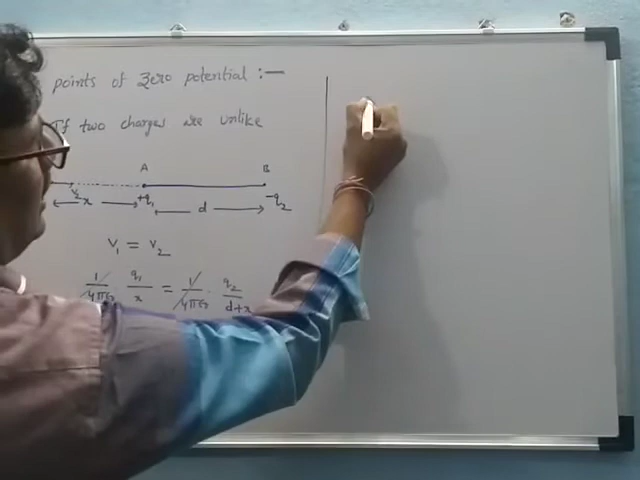 points of zero potential :—
If two charges are unlike
A B
V2 x +q1 d -q2
V1 = V2
1/4πε0 q1/x = 1/4πε0 q2/d+x